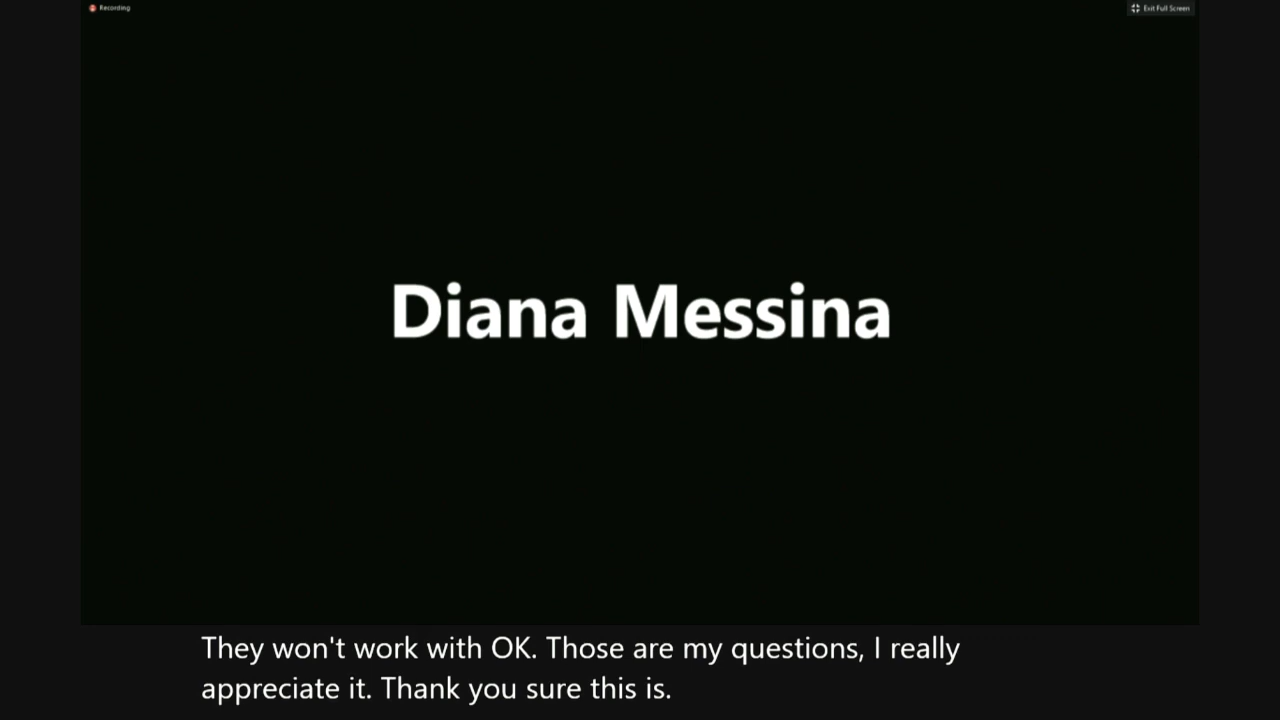 Recording
Exit Full Screen
Diana Messina
They won't work with OK. Those are my questions, I really
appreciate it. Thank you sure this is.